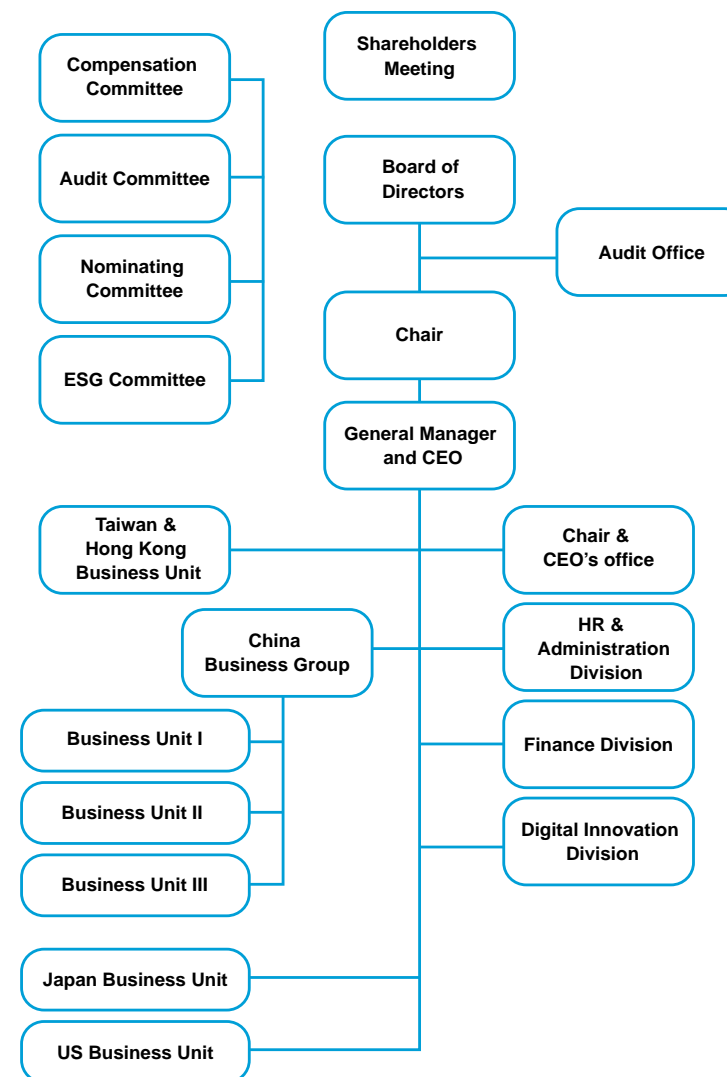 Shareholders
Meeting
Compensation
Committee
Audit Committee
Nominating
Committee
ESG Committee
Board of
Directors
Audit Office
Chair
General Manager
and CEO
Taiwan &
Hong Kong
Business Unit
Chair &
CEO's office
China
Business Group
HR &
Administration
Division
Business Unit I
Business Unit II
Business Unit III
Finance Division
Digital Innovation
Division
Japan Business Unit
US Business Unit